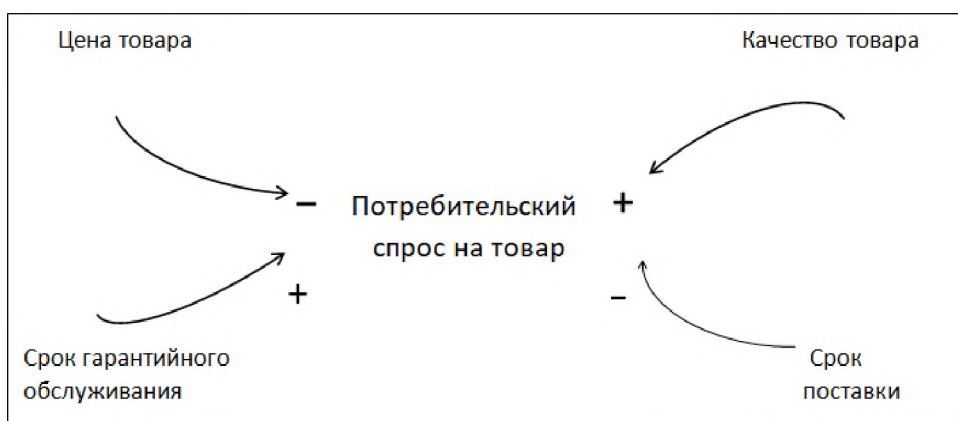 Цена товара
Качество товара
– Потребительский +
спрос на товар
+
–
Срок гарантийного
обслуживания
Срок
поставки